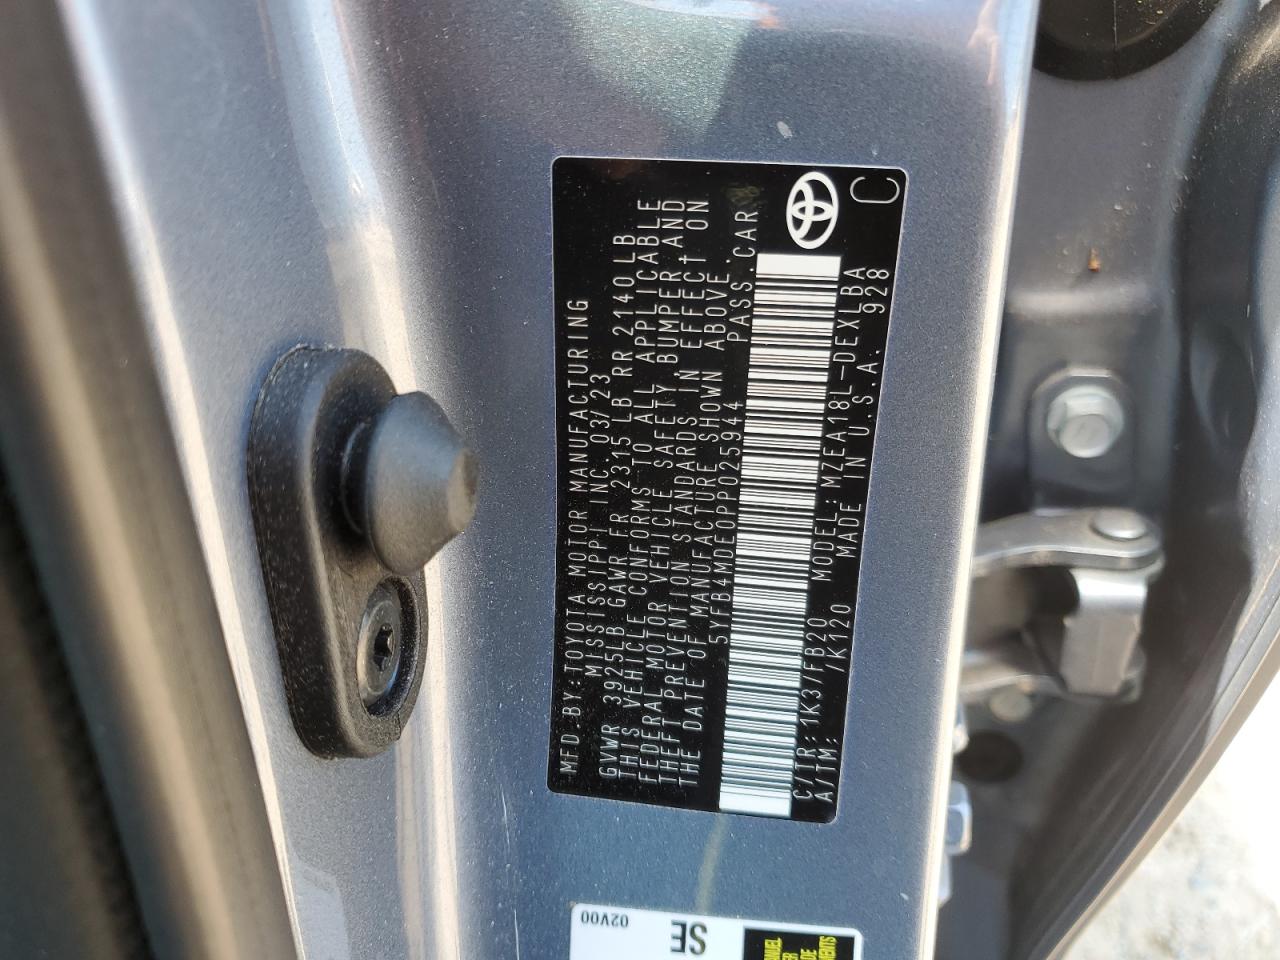 MFD.BY:TOYOTA MOTOR MANUFACTURING
MISSISSIPPI INC.03/23
GVWR 3925LB GAWR FR 2315 LB RR 2140LB
THIS VEHICLE CONFORMS TO ALL APPLICABLE
FEDERAL MOTOR VEHICLE SAFETY,BUMPER,AND
THEFT PREVENTION STANDARDS IN EFFECT ON
THE DATE OF MANUFACTURE SHOWN ABOVE.
5YFB4MDE0PP025944 PASS.CAR
C/TR:1K3/FB20 MODEL:MZEA18L-DEXLBA
A/TM: /K120 MADE IN U.S.A. 928
C
02V00
SE